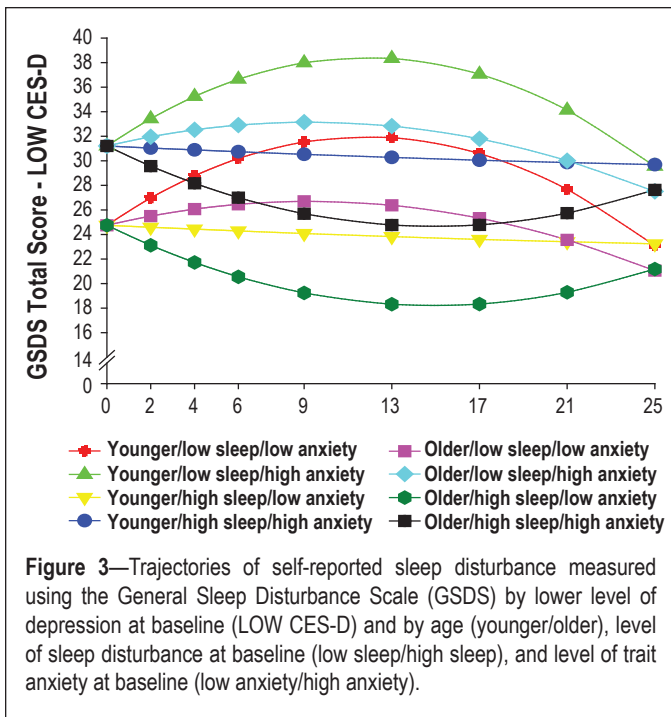 GSDS Total Score - LOW CES-D
40
38
36
34
32
30
28
26
24
22
20
18
16
14
0
0 2 4 6 9 13 17 21 25
Younger/low sleep/low anxiety
Younger/low sleep/high anxiety
Younger/high sleep/low anxiety
Younger/high sleep/high anxiety
Older/low sleep/low anxiety
Older/low sleep/high anxiety
Older/high sleep/low anxiety
Older/high sleep/high anxiety
Figure 3—Trajectories of self-reported sleep disturbance measured
using the General Sleep Disturbance Scale (GSDS) by lower level of
depression at baseline (LOW CES-D) and by age (younger/older), level
of sleep disturbance at baseline (low sleep/high sleep), and level of trait
anxiety at baseline (low anxiety/high anxiety).